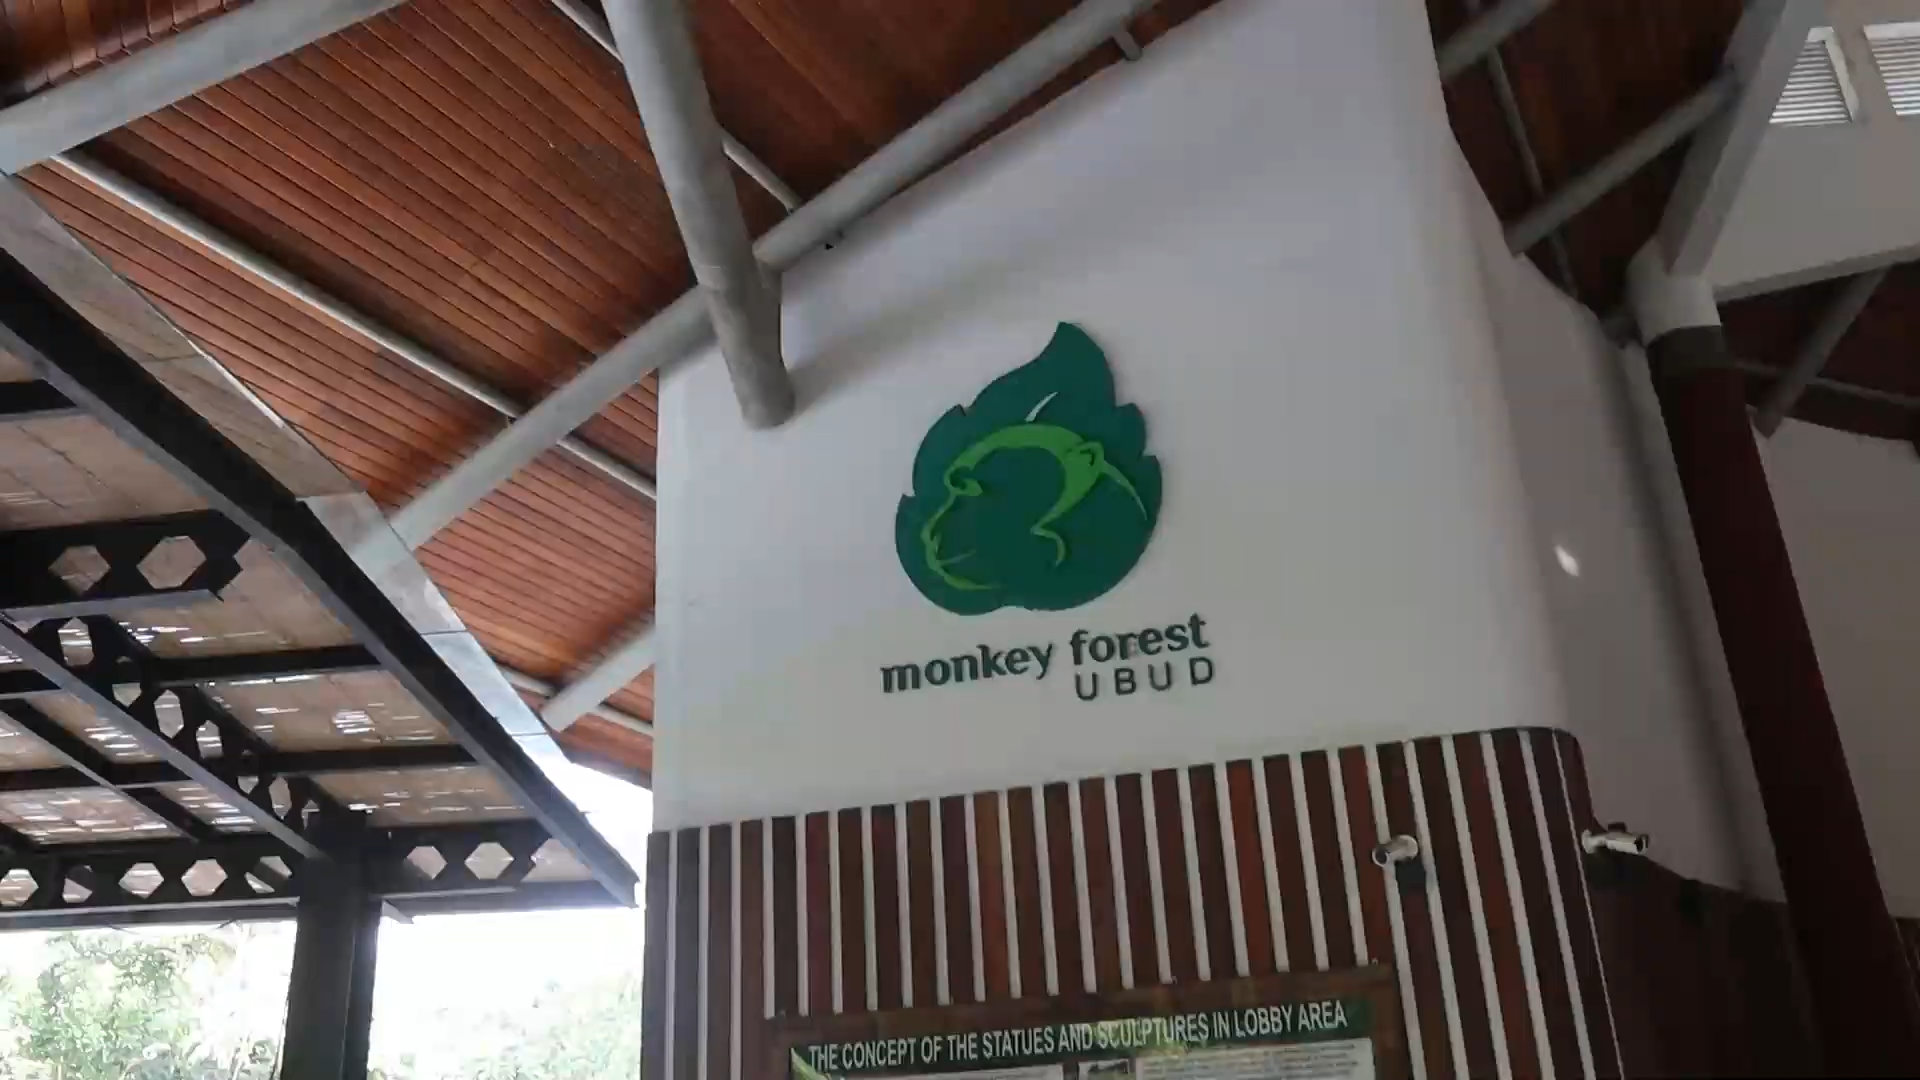 monkey forest
UBUD
THE CONCEPT OF THE STATUES AND SCULPTURES IN LOBBY AREA